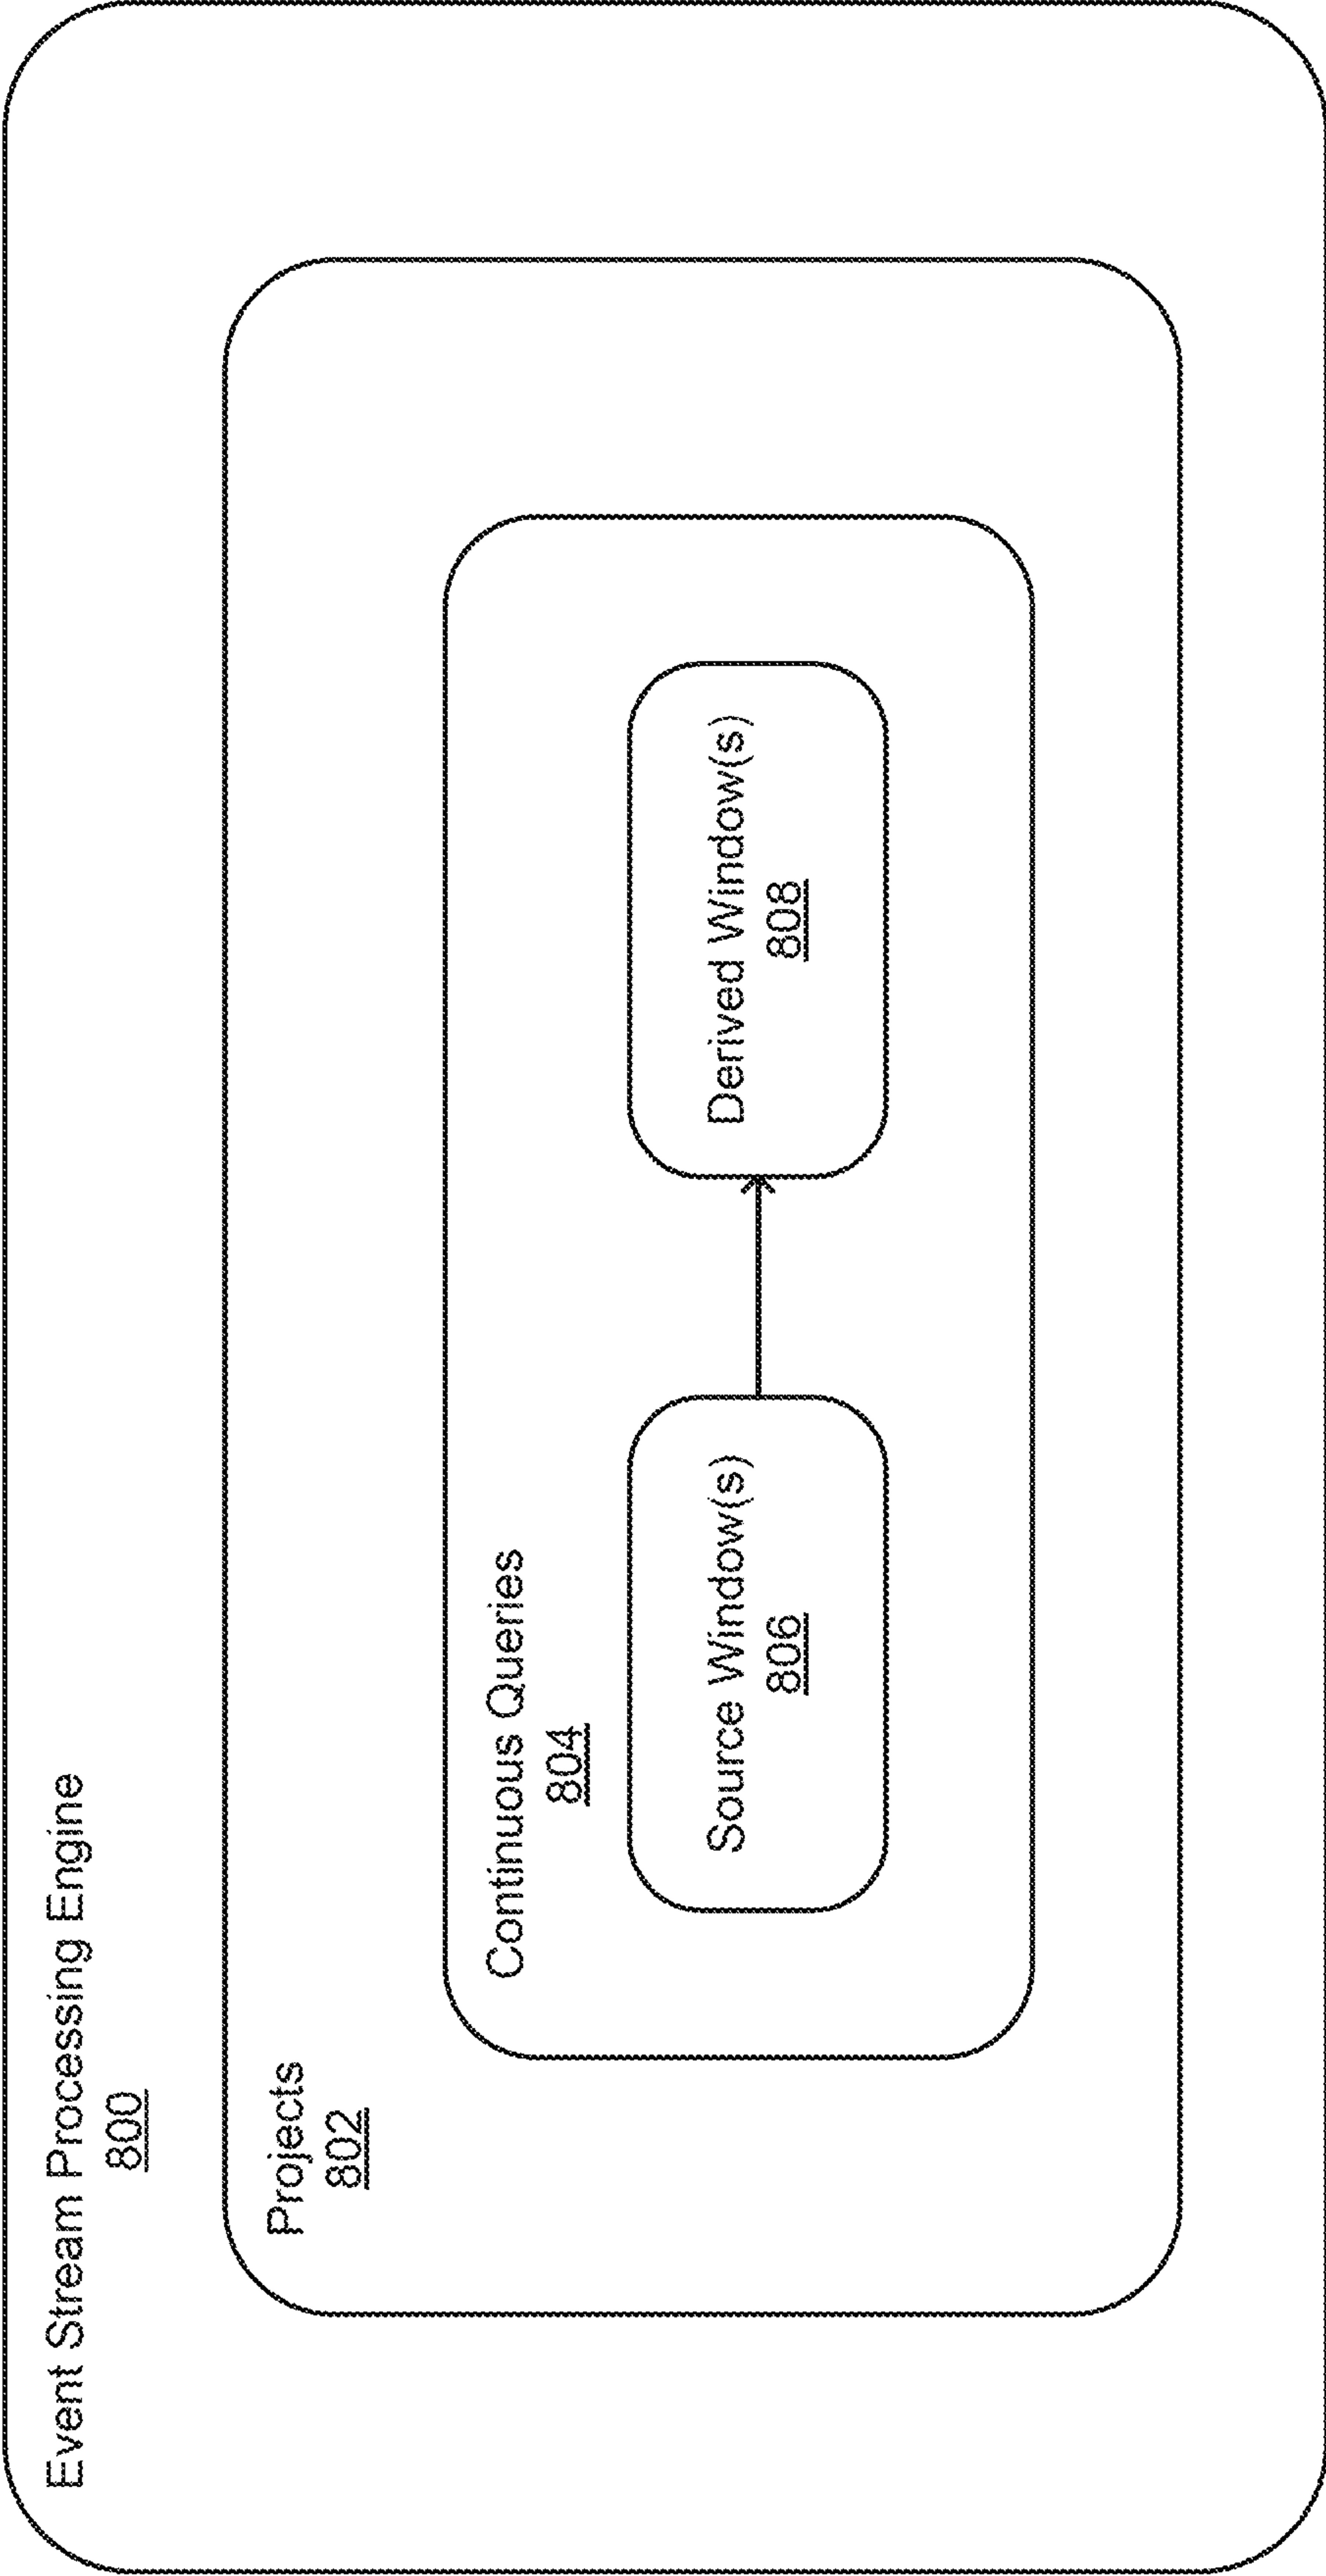 Event Stream Processing Engine
800
Projects
802
Continuous Queries
804
Source Window(s)
806
Derived Window(s)
808